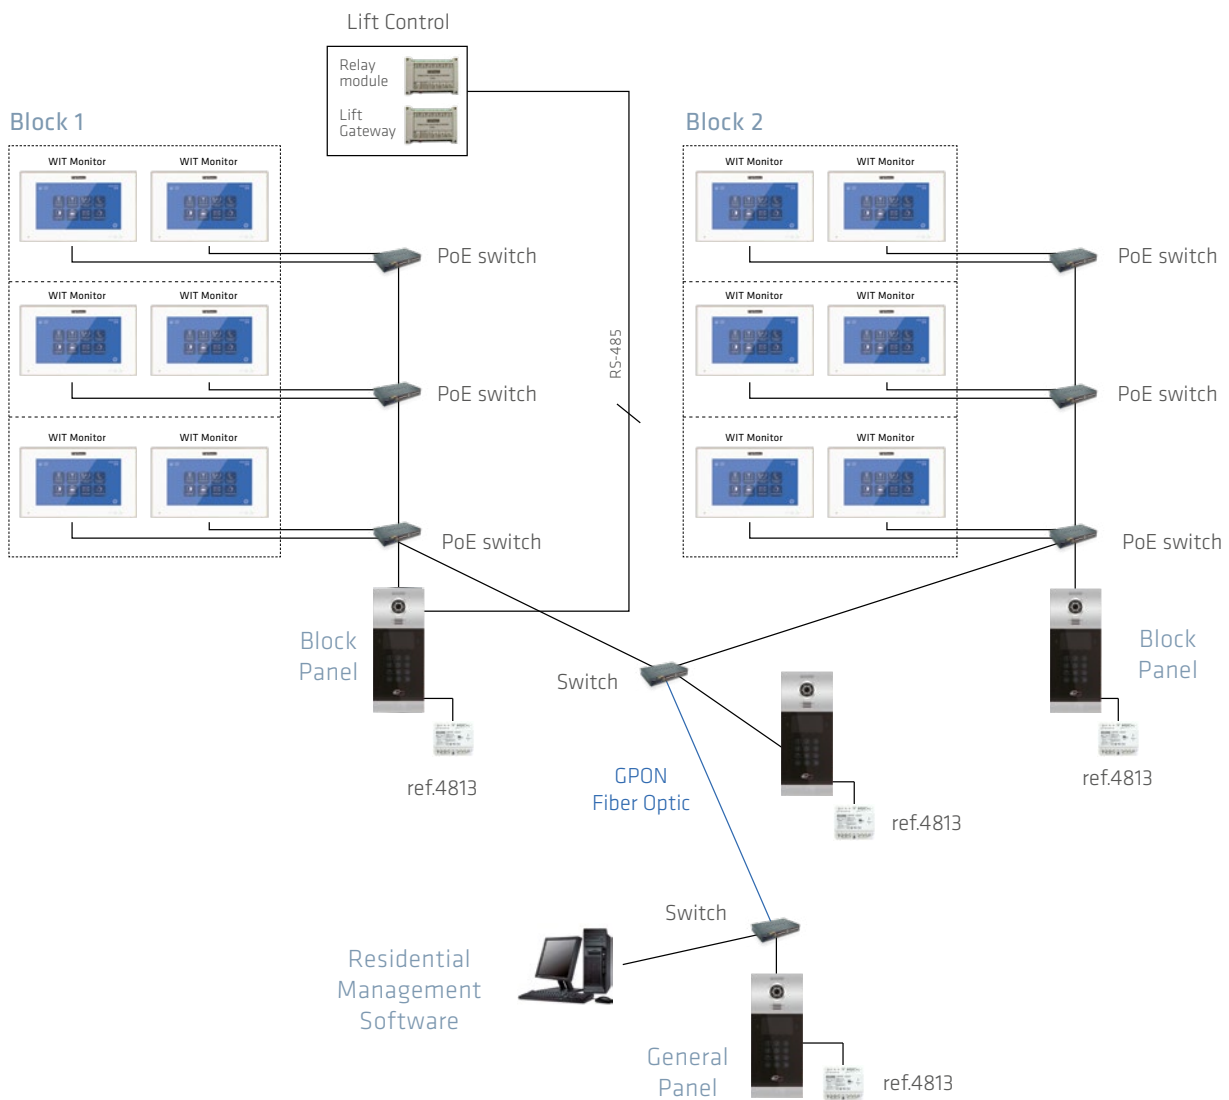 Lift Control
Relay
module
Lift
Gateway
Block 1
Block 2
WIT Monitor
WIT Monitor
WIT Monitor
WIT Monitor
PoE switch
PoE switch
WIT Monitor
WIT Monitor
WIT Monitor
WIT Monitor
RS-485
PoE switch
PoE switch
WIT Monitor
WIT Monitor
WIT Monitor
WIT Monitor
PoE switch
PoE switch
Block
Panel
Block
Panel
Switch
ref.4813
GPON
Fiber Optic
ref.4813
ref.4813
Switch
Residential
Management
Software
General
Panel
ref.4813